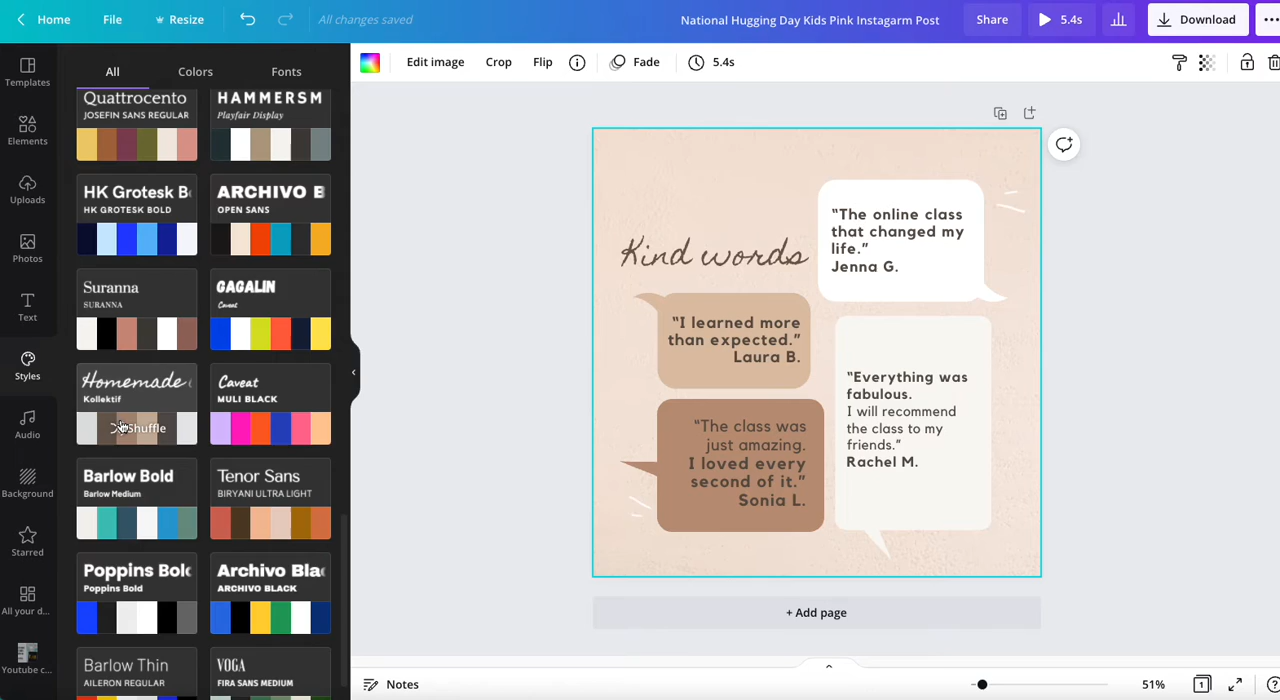 Home
File
Resize
All changes saved
National Hugging Day Kids Pink Instagarm Post
Share
5.4s
Download
Templates
Elements
Uploads
Photos
Text
Styles
Audio
Background
Starred
All your d...
Youtube c...
All
Colors
Fonts
Quattrocento
JOSEFIN SANS REGULAR
HAMMERSM
Playfair Display
HK Grotesk Bo
HK GROTESK BOLD
ARCHIVO B
OPEN SANS
Suranna
SURANNA
GAGALIN
Caveat
Homemade
Kollektif
Shuffle
Caveat
MULI BLACK
Barlow Bold
Barlow Medium
Tenor Sans
BIRYANI ULTRA LIGHT
Poppins Bold
Poppins Bold
Archivo Bla
ARCHIVO BLACK
Barlow Thin
AILERON REGULAR
VOGA
FIRA SANS MEDIUM
Edit image
Crop
Flip
Fade
5.4s
Kind words
“The online class
that changed my
life.”
Jenna G.
“I learned more
than expected.”
Laura B.
“Everything was
fabulous.
I will recommend
the class to my
friends.”
Rachel M.
“The class was
just amazing.
I loved every
second of it.”
Sonia L.
+ Add page
Notes
51%
1